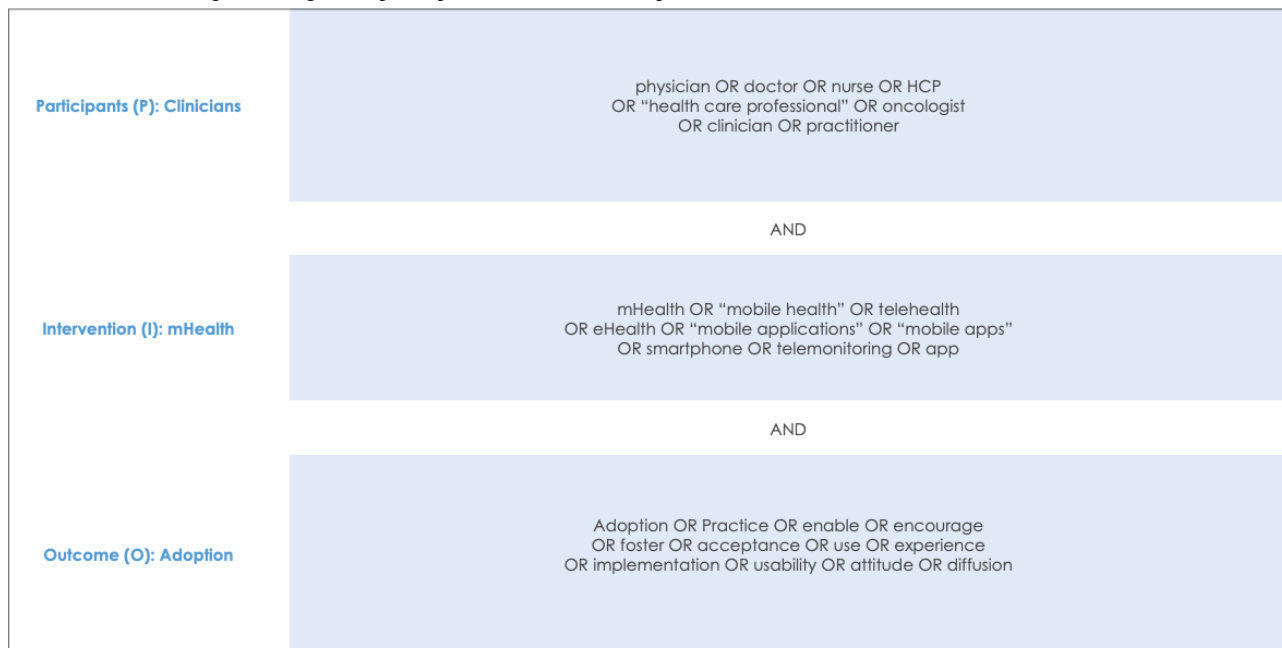 Participants (P): Clinicians
physician OR doctor OR nurse OR HCP
OR “health care professional” OR oncologist
OR clinician OR practitioner
AND
Intervention (I): mHealth
mHealth OR “mobile health” OR telehealth
OR eHealth OR “mobile applications” OR “mobile apps”
OR smartphone OR telemonitoring OR app
AND
Outcome (O): Adoption
Adoption OR Practice OR enable OR encourage
OR foster OR acceptance OR use OR experience
OR implementation OR usability OR attitude OR diffusion